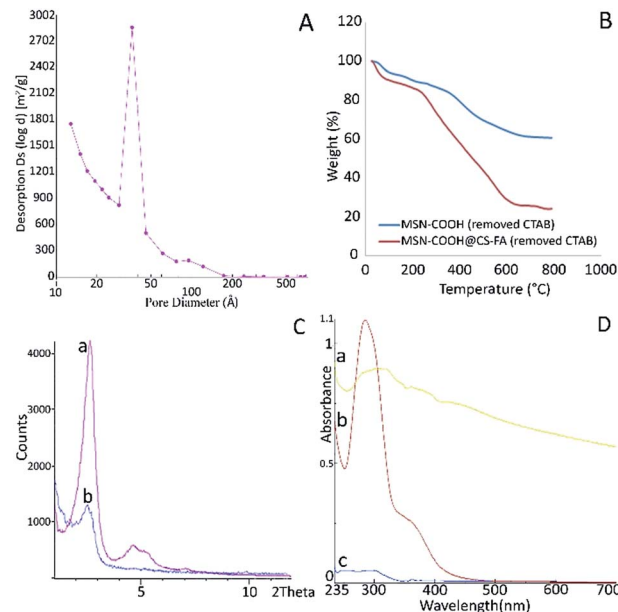 A
3002
2702
2402
2102
1801
1501
1201
901
600
300
0
Desorption Ds (log d) [m²/g]
10
20
50
100
200
500
Pore Diameter (Å)
B
120
100
80
60
40
20
0
Weight (%)
MSN-COOH (removed CTAB)
MSN-COOH@CS-FA (removed CTAB)
0
200
400
600
800
1000
Temperature (°C)
C
a
b
4000
3000
2000
1000
Counts
5
10
2Theta
D
1.1
1
0.5
0
a
b
c
Absorbance
235
300
400
500
600
700
Wavelength(nm)